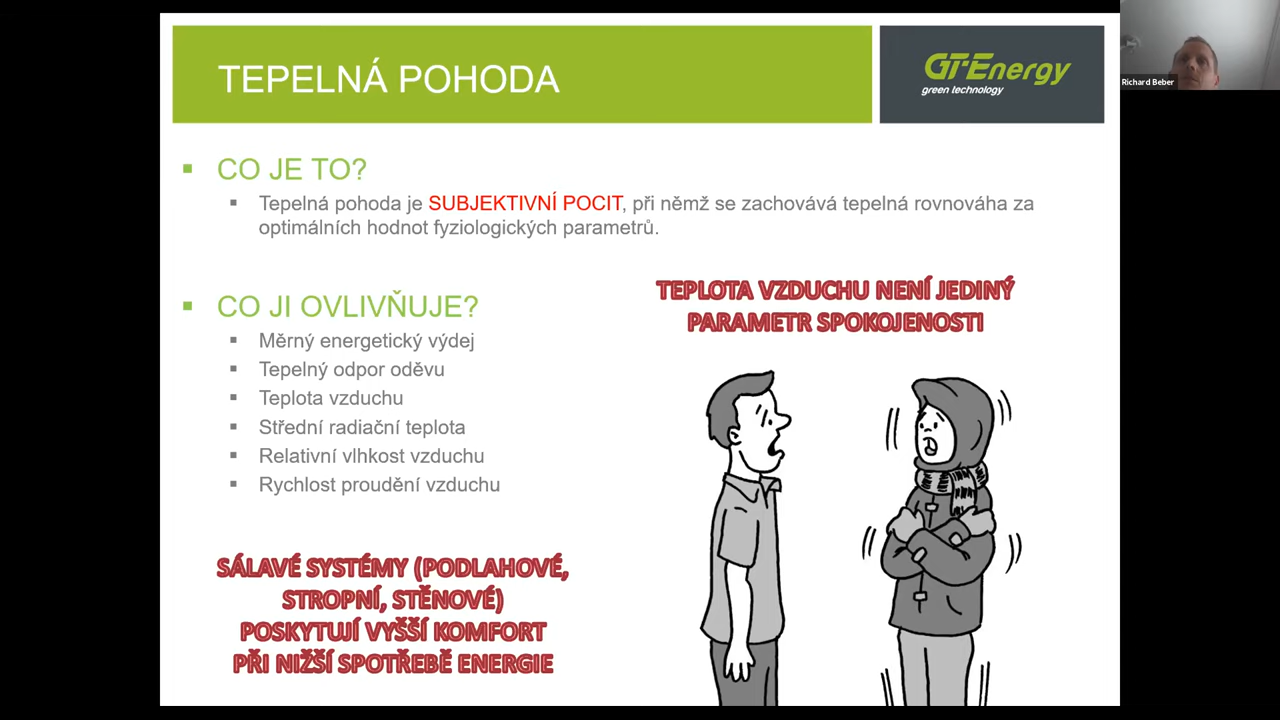 TEPELNÁ POHODA
GT-Energy
green technology
Richard Beber
CO JE TO?
Tepelná pohoda je SUBJEKTIVNÍ POCIT, při němž se zachovává tepelná rovnováha za
optimálních hodnot fyziologických parametrů.
CO JI OVLIVŇUJE?
Měrný energetický výdej
Tepelný odpor oděvu
Teplota vzduchu
Střední radiační teplota
Relativní vlhkost vzduchu
Rychlost proudění vzduchu
TEPLOTA VZDUCHU NENÍ JEDINÝ
PARAMETR SPOKOJENOSTI
SÁLAVÉ SYSTÉMY (PODLAHOVÉ,
STROPNÍ, STĚNOVÉ)
POSKYTUJÍ VYŠŠÍ KOMFORT
PŘI NIŽŠÍ SPOTŘEBĚ ENERGIE